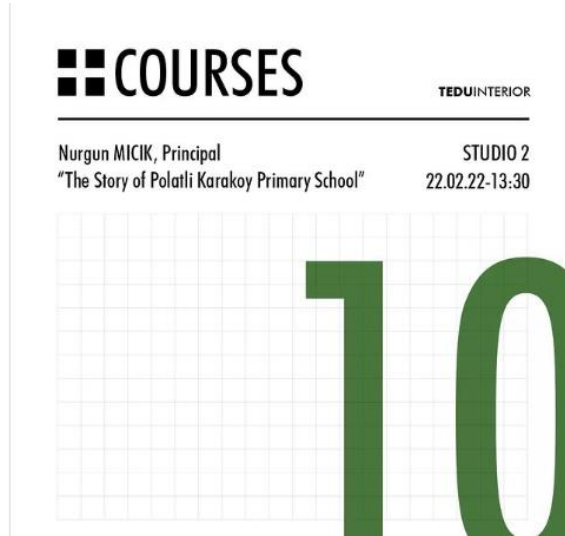 COURSES
TEDUINTERIOR
Nurgun MICIK, Principal
STUDIO 2
“The Story of Polatli Karakoy Primary School”
22.02.22-13:30
10